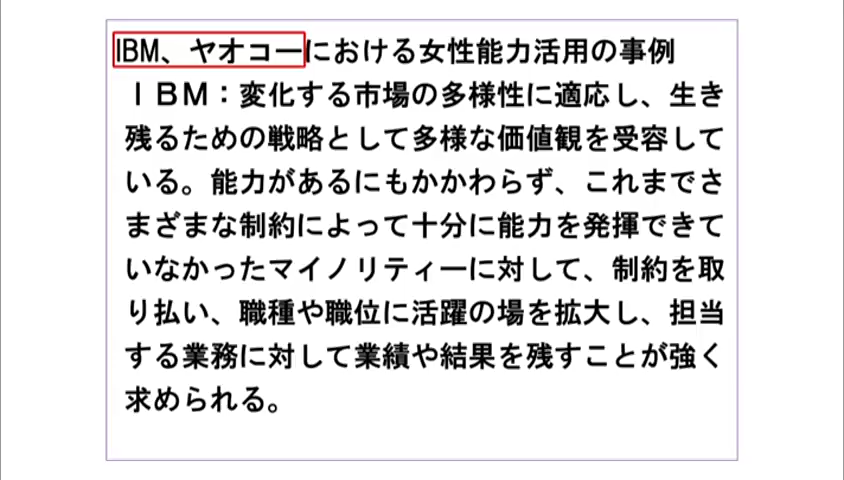 IBM、ヤオコーにおける女性能力活用の事例
ＩＢＭ：変化する市場の多様性に適応し、生き
残るための戦略として多様な価値観を受容して
いる。能力があるにもかかわらず、これまでさ
まざまな制約によって十分に能力を発揮できて
いなかったマイノリティーに対して、制約を取
り払い、職種や職位に活躍の場を拡大し、担当
する業務に対して業績や結果を残すことが強く
求められる。